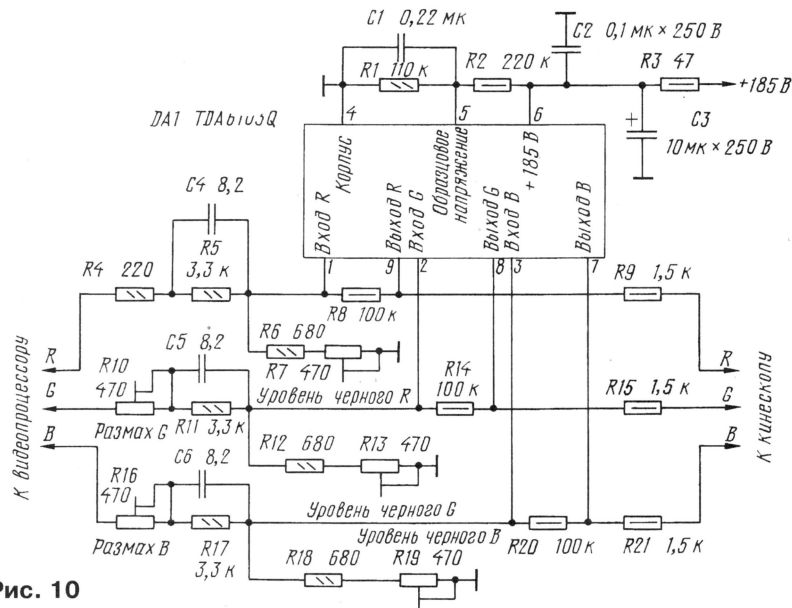 C1 0,22 мк
C2 0,1 мк × 250 В
R1 110 к
R2 220 к
R3 47
+185 В
4
5
6
DA1 TDA6103Q
+
C3
10 мк × 250 В
Корпус
Образцовое
напряжение
+185 В
C4 8,2
Вход R
Выход R
Вход G
Выход G
Вход B
Выход B
R5
1
9
2
8
3
7
R4 220
3,3 к
R9 1,5 к
R8 100 к
R6 680
C5 8,2
R10
470
R7 470
R14
100 к
R
G
B
R
G
B
Уровень черного R
R15 1,5 к
Размах G
R11 3,3 к
R12 680
R13 470
C6 8,2
R16
470
К видеопроцессору
К кинескопу
Уровень черного G
Размах B
Уровень черного B
R17
3,3 к
R20 100 к
R21 1,5 к
R18 680
R19 470
Рис. 10